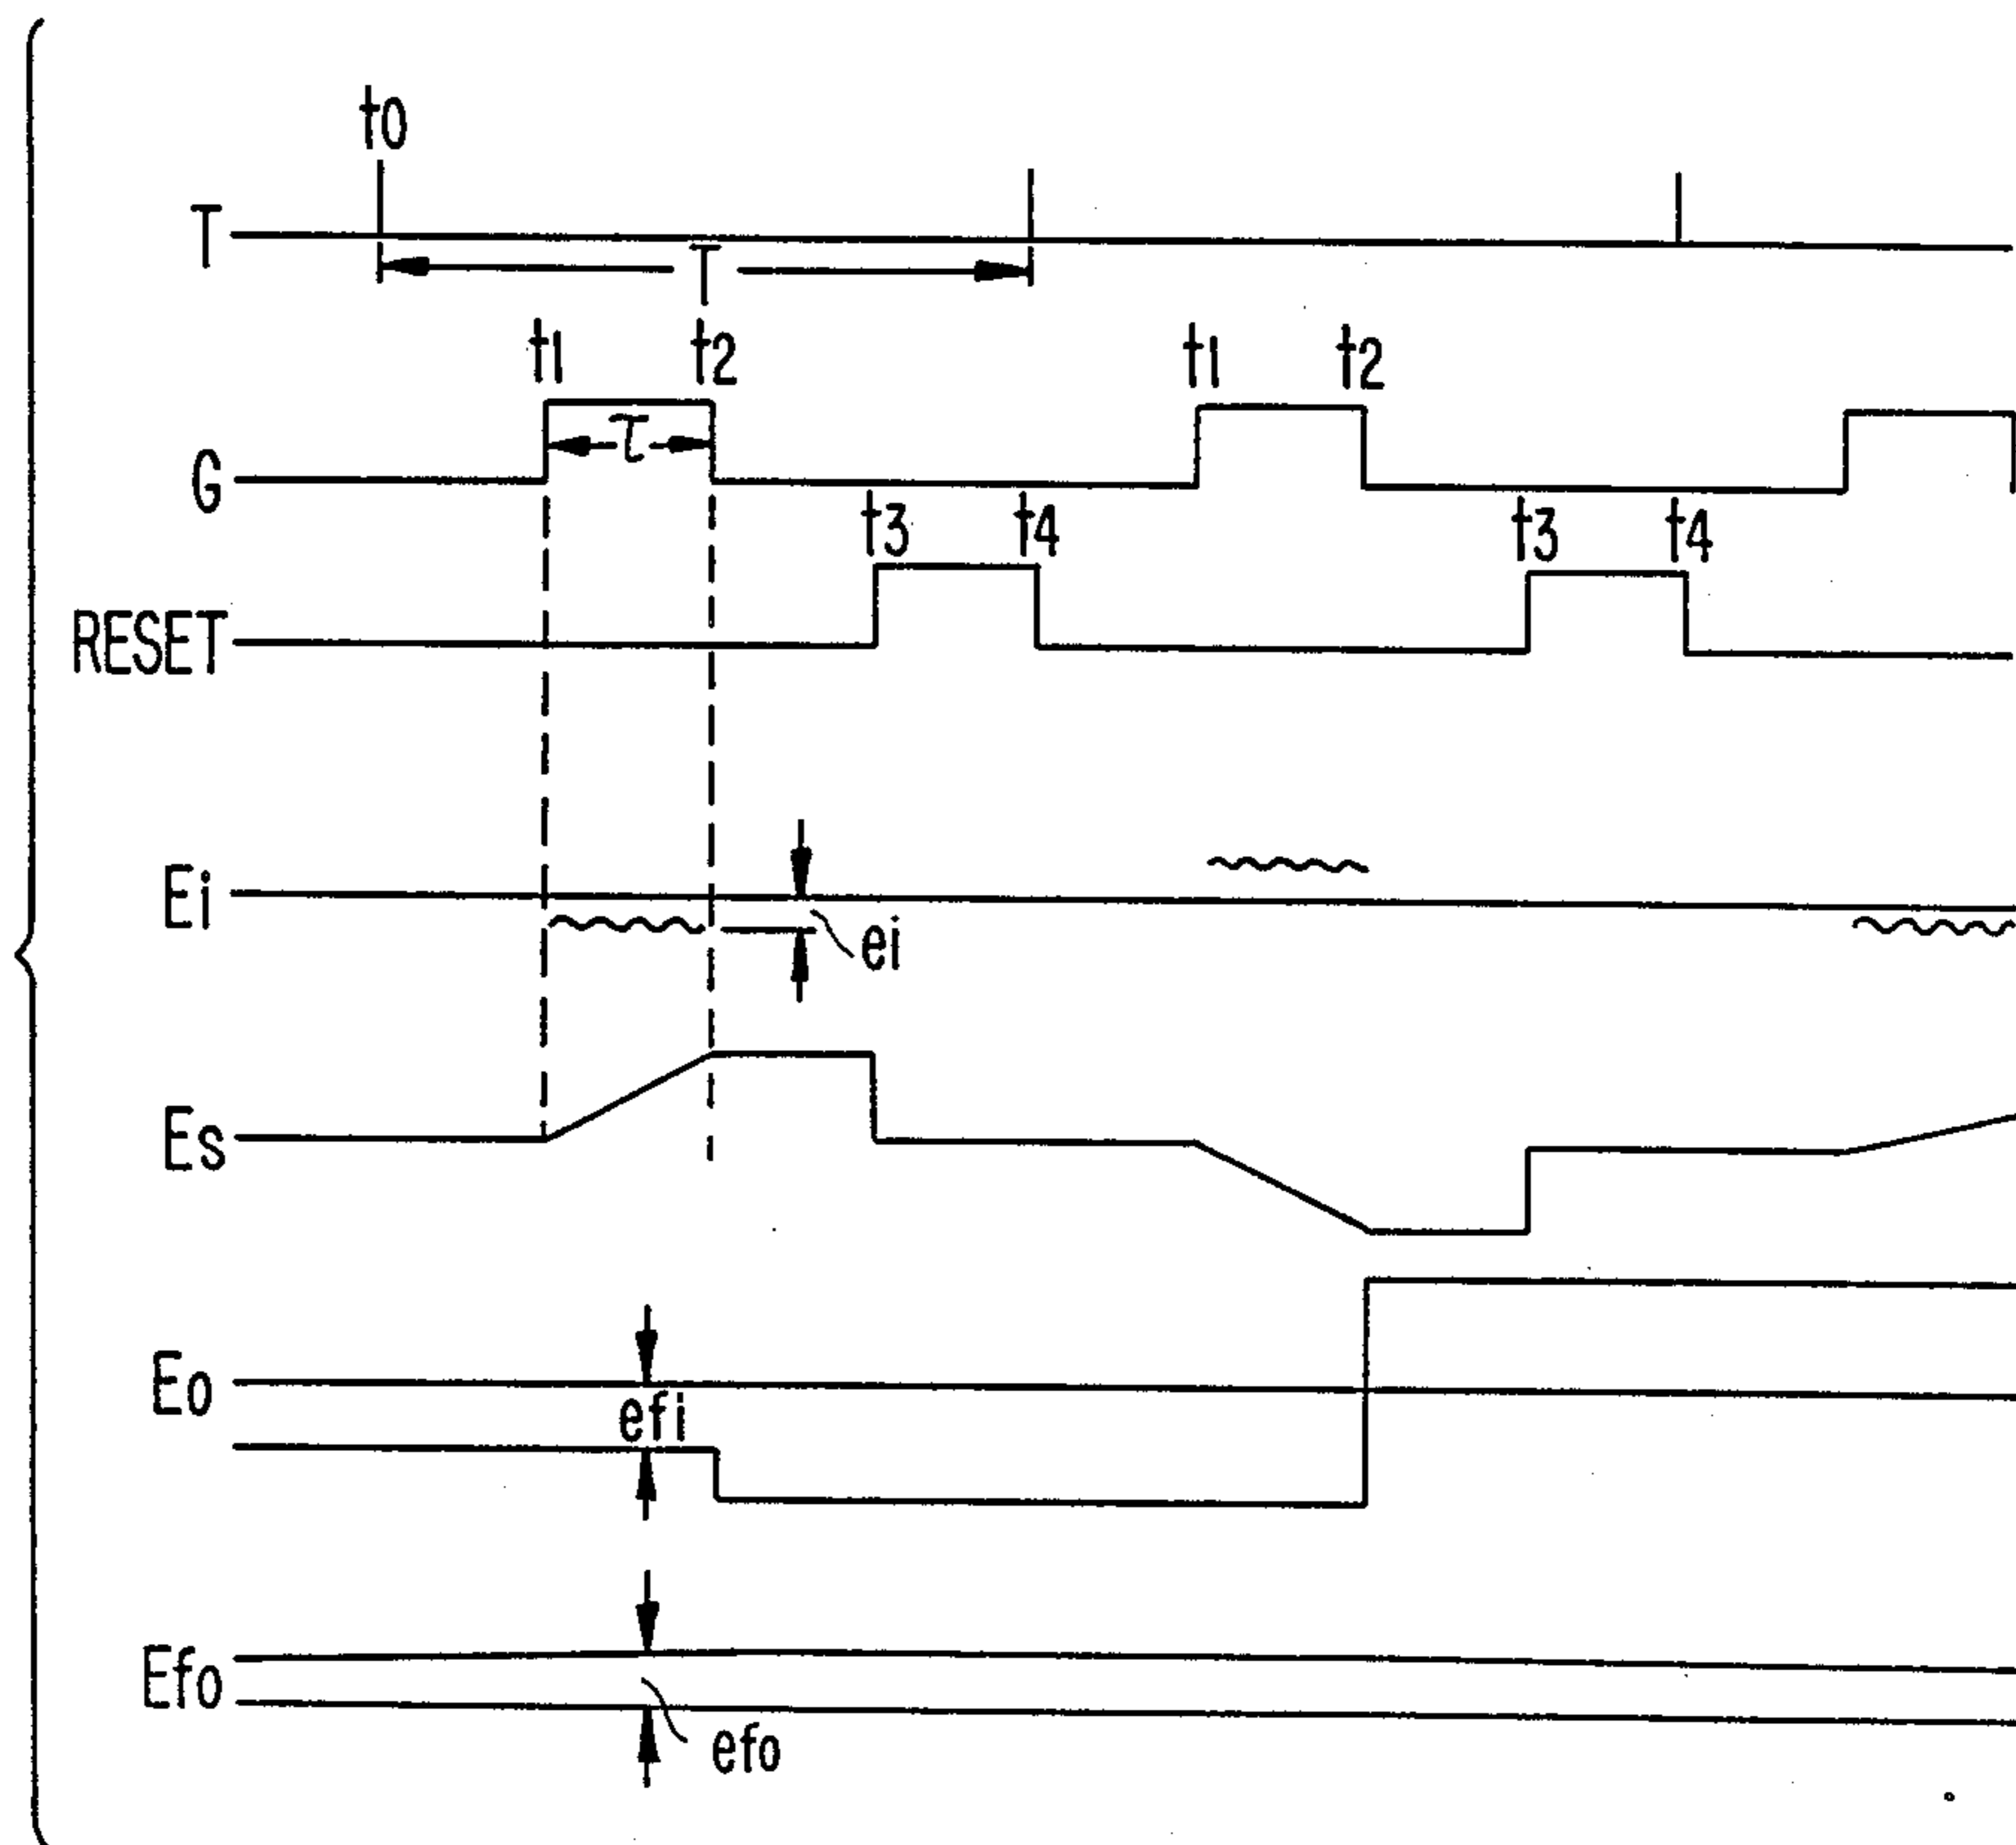 t0
T
T
t1 t2 t1 t2
τ
G
t3 t4 t3 t4
RESET
Ei
ei
Es
Eo
efi
Efo
efo